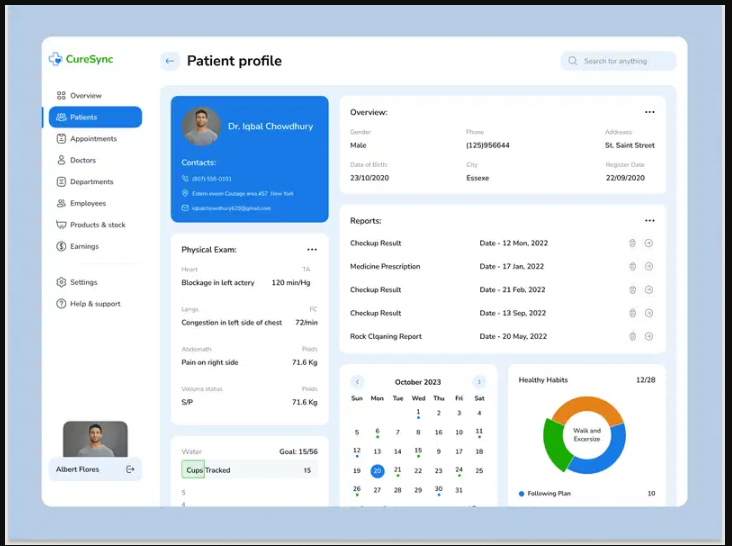 CureSync
Patient profile
Search for anything
Overview
Patients
Appointments
Doctors
Departments
Employees
Products & stock
Earnings
Settings
Help & support
Albert Flores
Dr. Iqbal Chowdhury
Contacts:
(907) 555-0101
Estern eveon Coutage area #57 New York
iqbalchowdhury628@gmail.com
Overview:
Gender Phone Addresss
Male (125)956644 St. Saint Street
Date of Birth City Register Date
23/10/2020 Essexe 22/09/2020
Reports:
Checkup Result Date - 12 Mon, 2022
Medicine Prescription Date - 17 Jan, 2022
Checkup Result Date - 21 Feb, 2022
Checkup Result Date - 13 Sep, 2022
Rock Clqaning Report Date - 20 May, 2022
Physical Exam:
Heart TA
Blockage in left actery 120 min/Hg
Lengs FC
Congestion in left side of chest 72/min
Abdemath Poids
Pain on right side 71.6 Kg
Poids
S/P 71.6 Kg
Water Goal: 15/56
Cups Tracked 15
5
4
October 2023
Sun Mon Tue Wed Thu Fri Sat
1 2 3 4
5 6 7 8 16 10 11
12 13 14 15 9 17 18
19 20 21 22 23 24 25
26 27 28 29 30 31
Healthy Habits 12/28
Walk and
Excersize
Following Plan 10